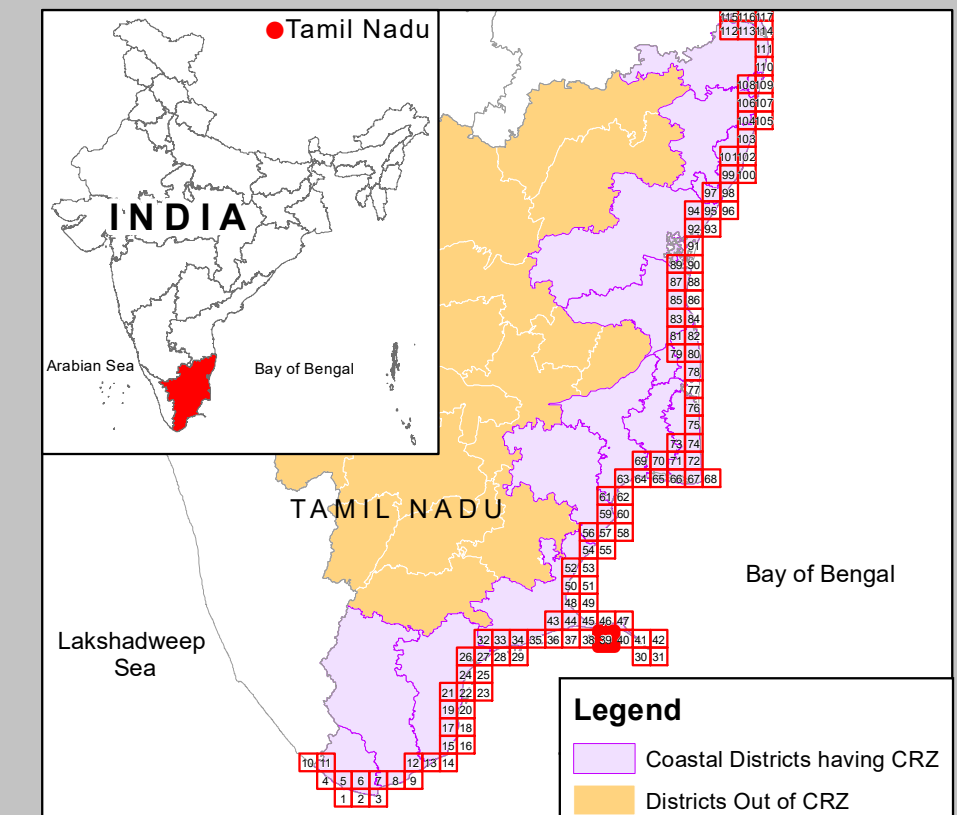 Tamil Nadu
INDIA
Arabian Sea
Bay of Bengal
115 116 117
112 113 114
111
110
108 109
106 107
104 105
103
101 102
99 100
97 98
94 95 96
92 93
91
89 90
87 88
85 86
83 84
81 82
79 80
78
77
76
75
73 74
69 70 71 72
63 64 65 66 67 68
61 62
TAMIL NADU
59 60
56 57 58
54 55
52 53
Bay of Bengal
50 51
48 49
43 44 45 46 47
Lakshadweep
Sea
32 33 34 35 36 37 38 39 40 41 42
26 27 28 29 30 31
24 25
21 22 23
19 20
17 18
15 16
10 11 12 13 14
4 5 6 7 8 9
1 2 3
Legend
Coastal Districts having CRZ
Districts Out of CRZ